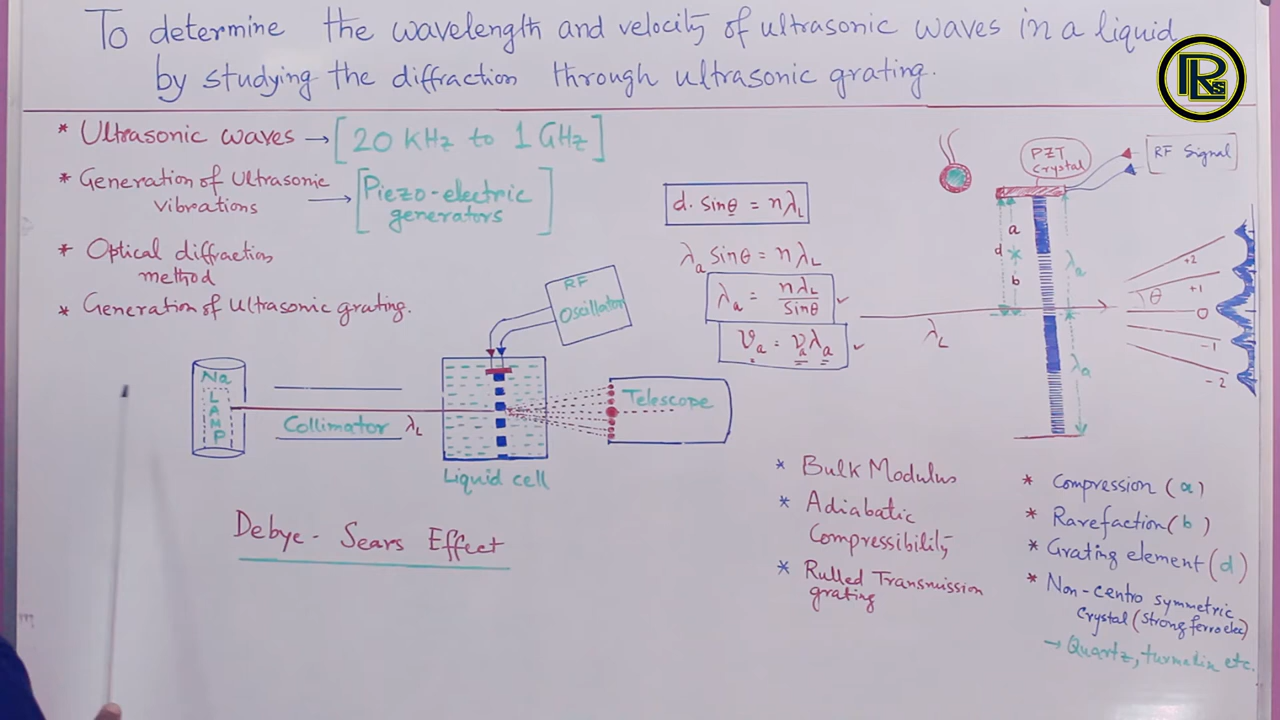 To determine the wavelength and velocity of ultrasonic waves in a liquid
by studying the diffraction through ultrasonic grating.
RLs
* Ultrasonic waves → [20 KHz to 1 GHz]
* Generation of Ultrasonic vibrations → [Piezo-electric generators]
* Optical diffraction
method
* Generation of Ultrasonic grating.
d. sinθ = nλL
λa sinθ = nλL
λa = nλL / sinθ ✓
va = νa λa ✓
RF
Oscillator
Na
LAMP
Collimator λL
Liquid cell
Telescope
Debye - Sears Effect
PZT
Crystal
RF Signal
a
d
b
λa
λa
λL
θ
+2
+1
0
-1
-2
* Bulk Modulus
* Adiabatic
Compressibility
* Rulled Transmission
grating
* Compression (a)
* Rarefaction (b)
* Grating element (d)
* Non-centro symmetric
Crystal (strong ferroelec)
→ Quartz, turmalin etc.